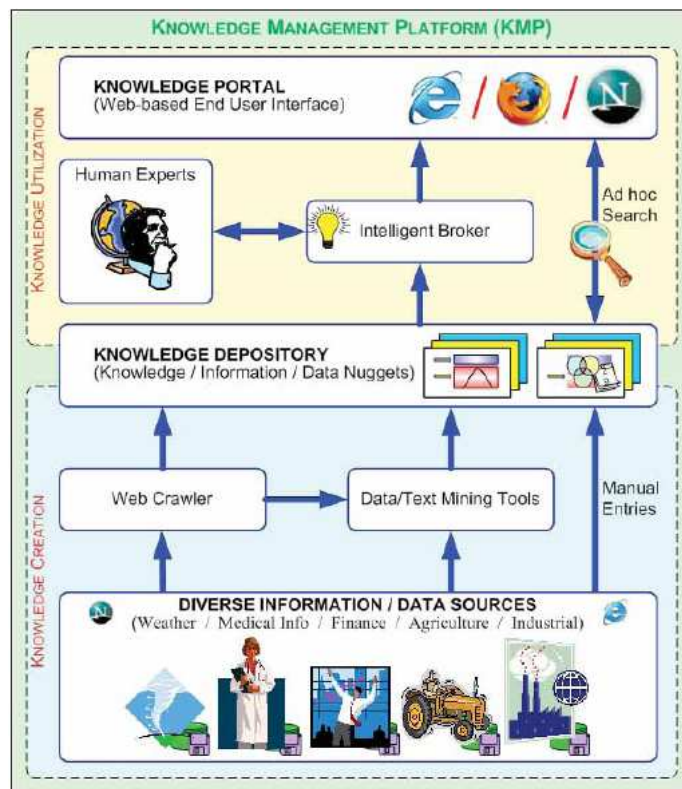 KNOWLEDGE MANAGEMENT PLATFORM (KMP)
KNOWLEDGE UTILIZATION
KNOWLEDGE PORTAL
(Web-based End User Interface)
e / / N
Human Experts
Intelligent Broker
Ad hoc
Search
KNOWLEDGE DEPOSITORY
(Knowledge / Information / Data Nuggets)
KNOWLEDGE CREATION
Web Crawler
Data/Text Mining Tools
Manual
Entries
DIVERSE INFORMATION / DATA SOURCES
(Weather / Medical Info / Finance / Agriculture / Industrial)
N
e